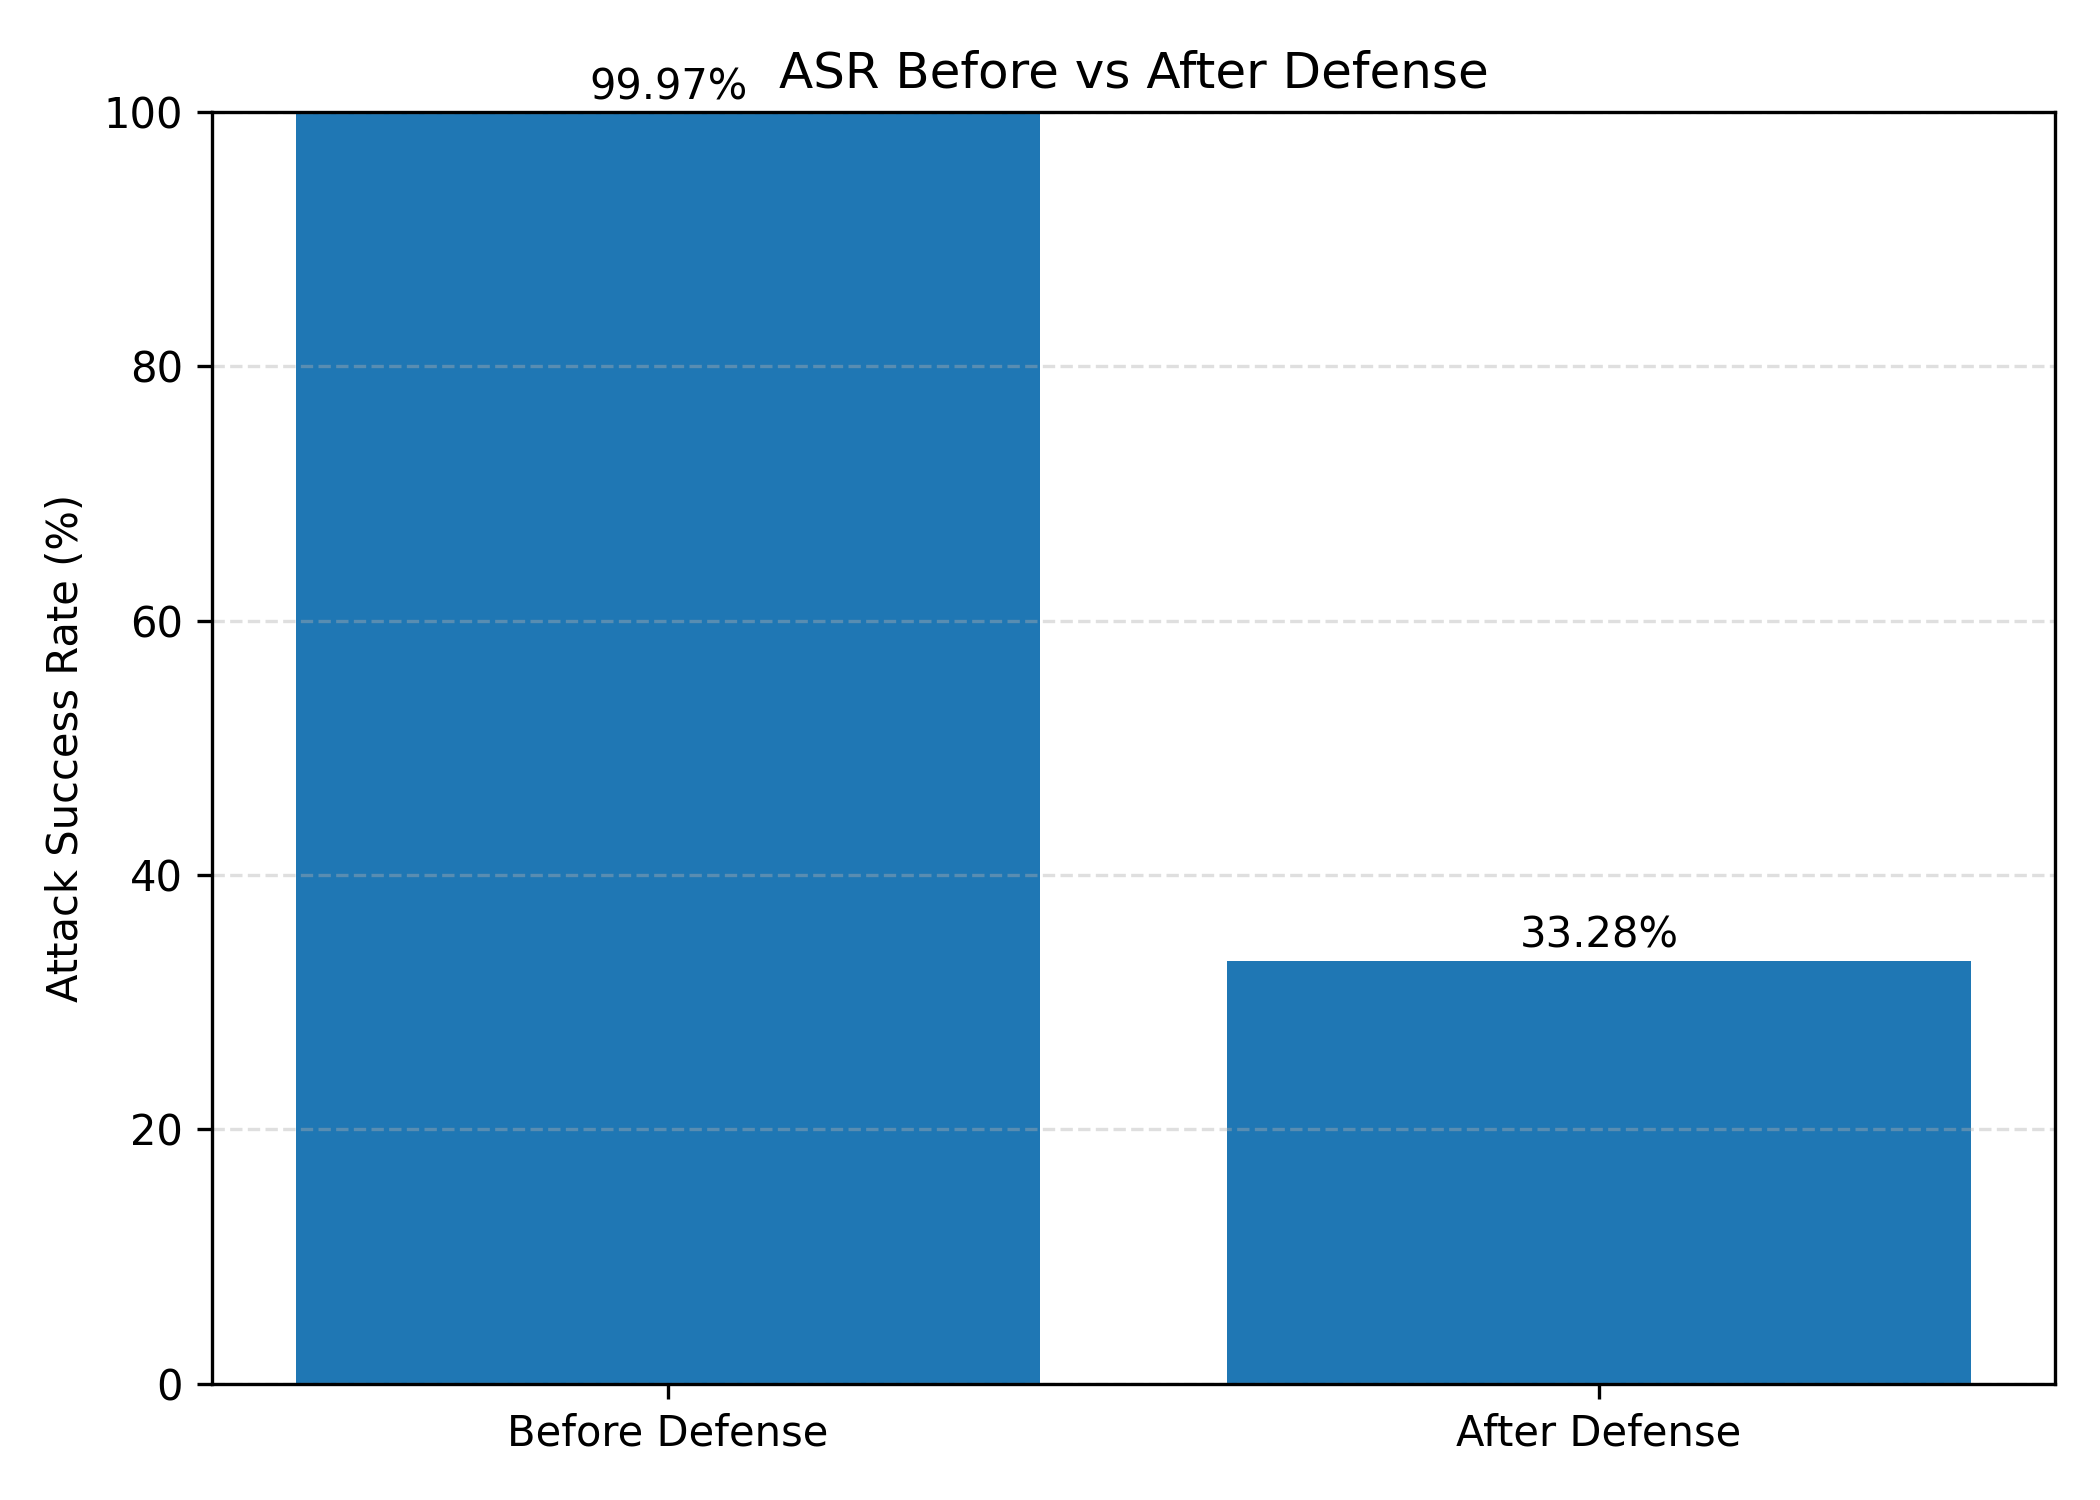 ASR Before vs After Defense
99.97%
100
80
60
40
20
0
Attack Success Rate (%)
33.28%
Before Defense
After Defense